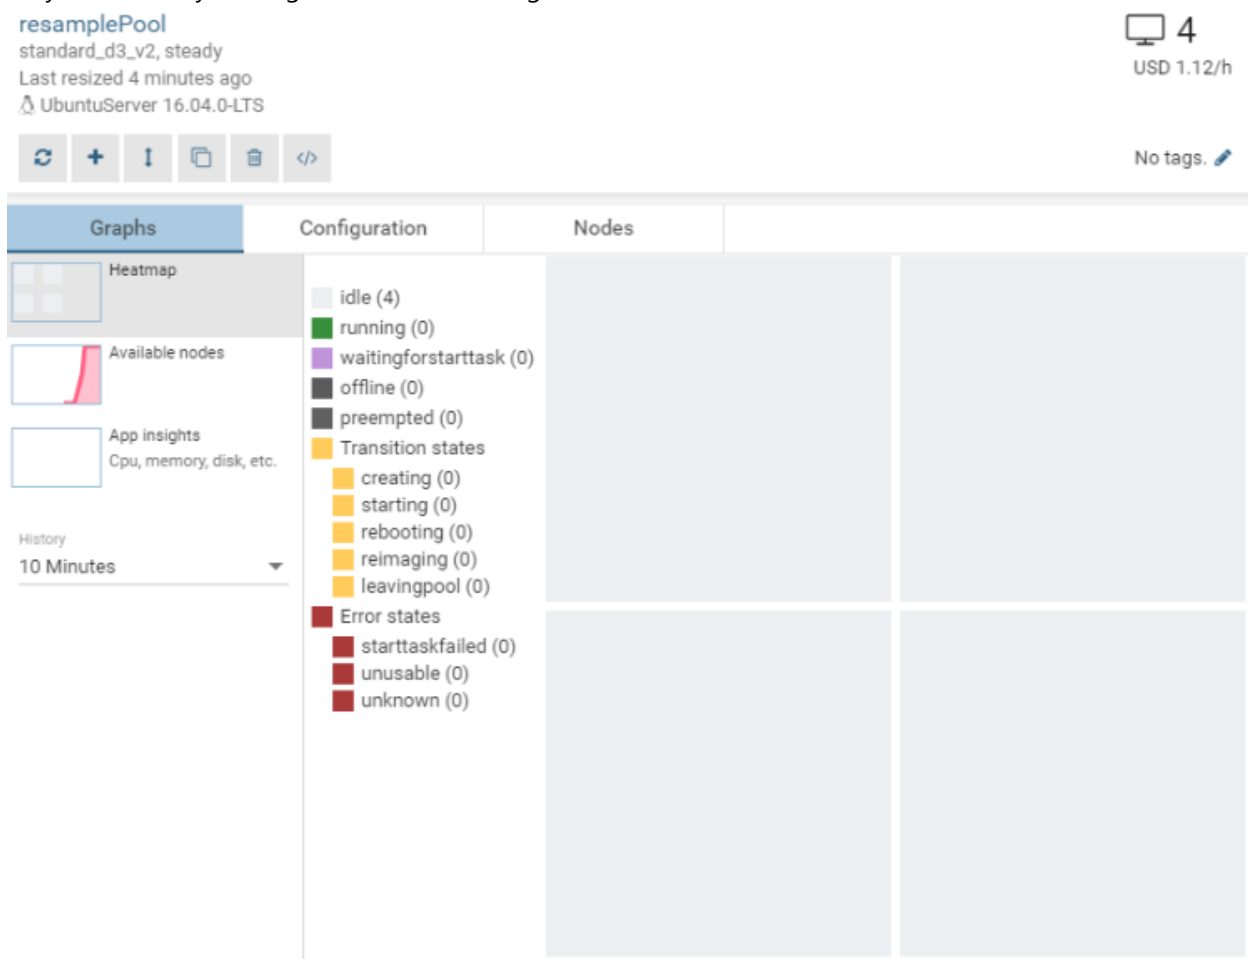 resamplePool
standard_d3_v2, steady
Last resized 4 minutes ago
UbuntuServer 16.04.0-LTS
4
USD 1.12/h
No tags.
Graphs
Configuration
Nodes
Heatmap
Available nodes
App insights
Cpu, memory, disk, etc.
History
10 Minutes
idle (4)
running (0)
waitingforstarttask (0)
offline (0)
preempted (0)
Transition states
creating (0)
starting (0)
rebooting (0)
reimaging (0)
leavingpool (0)
Error states
starttaskfailed (0)
unusable (0)
unknown (0)